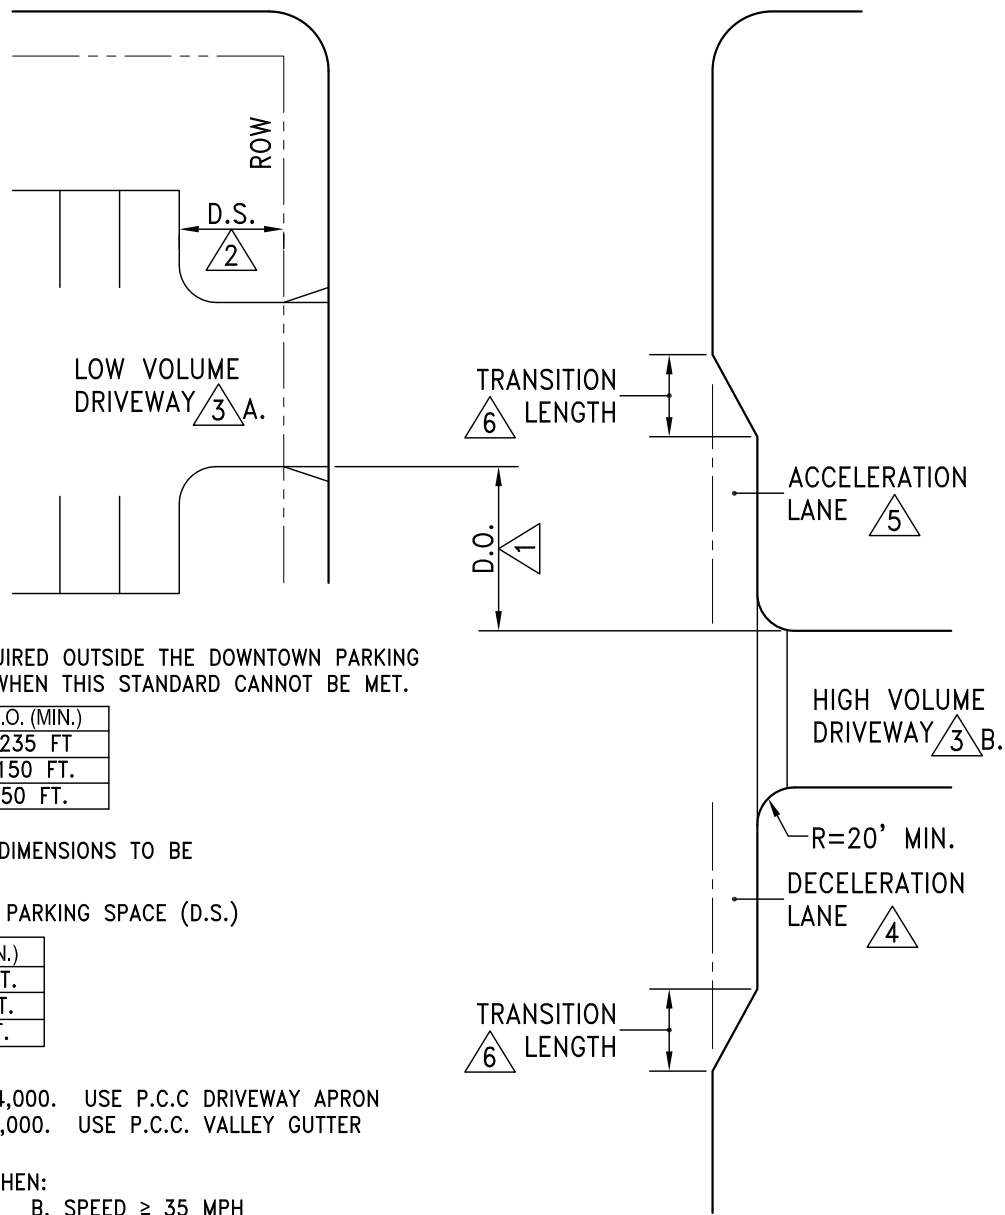 ROW
D.S.
2
LOW VOLUME
DRIVEWAY 3 A.
TRANSITION
6 LENGTH
ACCELERATION
LANE 5
D.O.
1
UIRED OUTSIDE THE DOWNTOWN PARKING
WHEN THIS STANDARD CANNOT BE MET.
.O. (MIN.)
235 FT
150 FT.
50 FT.
HIGH VOLUME
DRIVEWAY 3 B.
R=20' MIN.
DIMENSIONS TO BE
DECELERATION
LANE 4
PARKING SPACE (D.S.)
N.)
T.
T.
T.
TRANSITION
6 LENGTH
4,000. USE P.C.C DRIVEWAY APRON
,000. USE P.C.C. VALLEY GUTTER
HEN:
B. SPEED ≥ 35 MPH